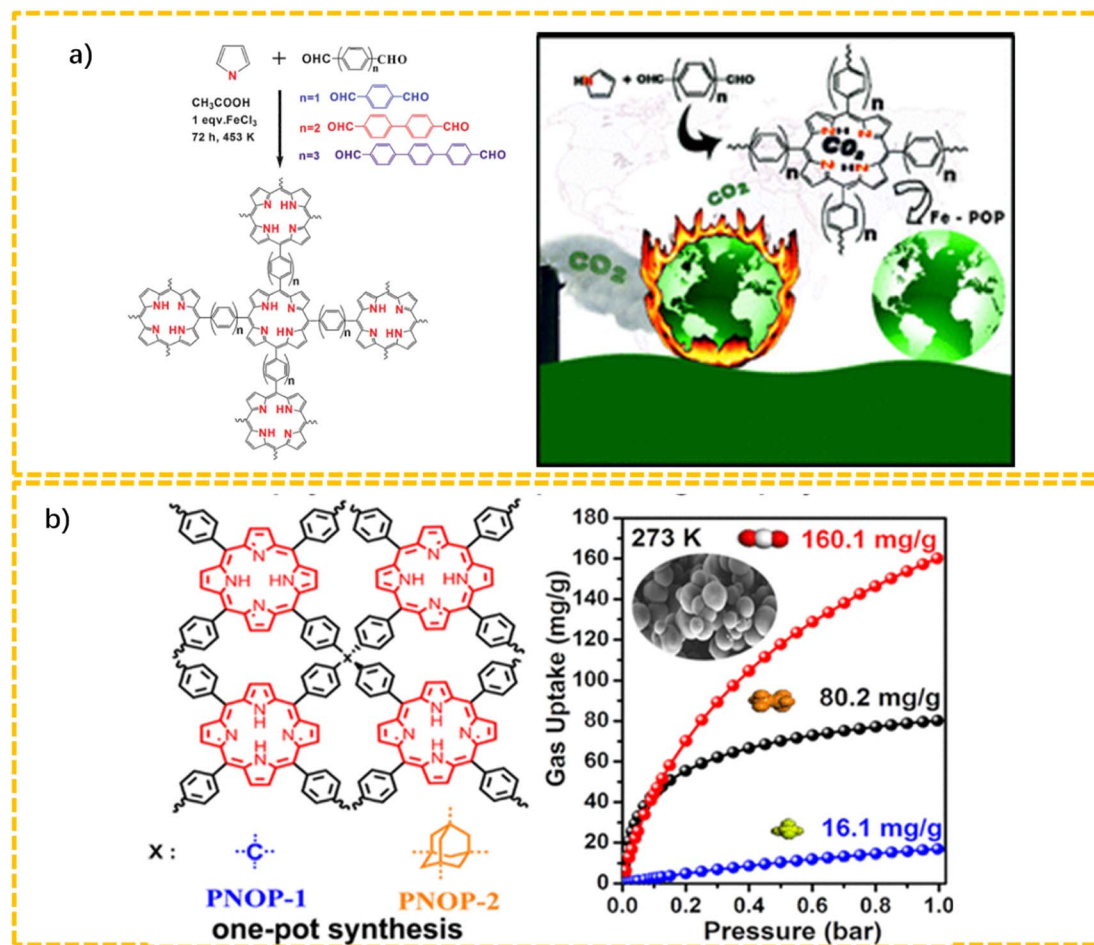 a)
N
+
OHC
n
CHO
CH3COOH
1 eqv.FeCl3
72 h, 453 K
n=1 OHC CHO
n=2 OHC CHO
n=3 OHC CHO
N HN
NH N
n
N HN
NH N
n
NH N
N HN
n
N HN
NH N
n
N HN
NH N
HN + OHC n CHO
n
NH N
CO2
N HN
n
n
n
Fe - POP
CO2
CO2
b)
N
NH HN
N
N
NH HN
N
H
N
N N
N
H
H
N
N N
N
H
X
X :
C
PNOP-1
PNOP-2
one-pot synthesis
273 K
160.1 mg/g
80.2 mg/g
16.1 mg/g
Gas Uptake (mg/g)
180
160
140
120
100
80
60
40
20
0
0.0 0.2 0.4 0.6 0.8 1.0
Pressure (bar)